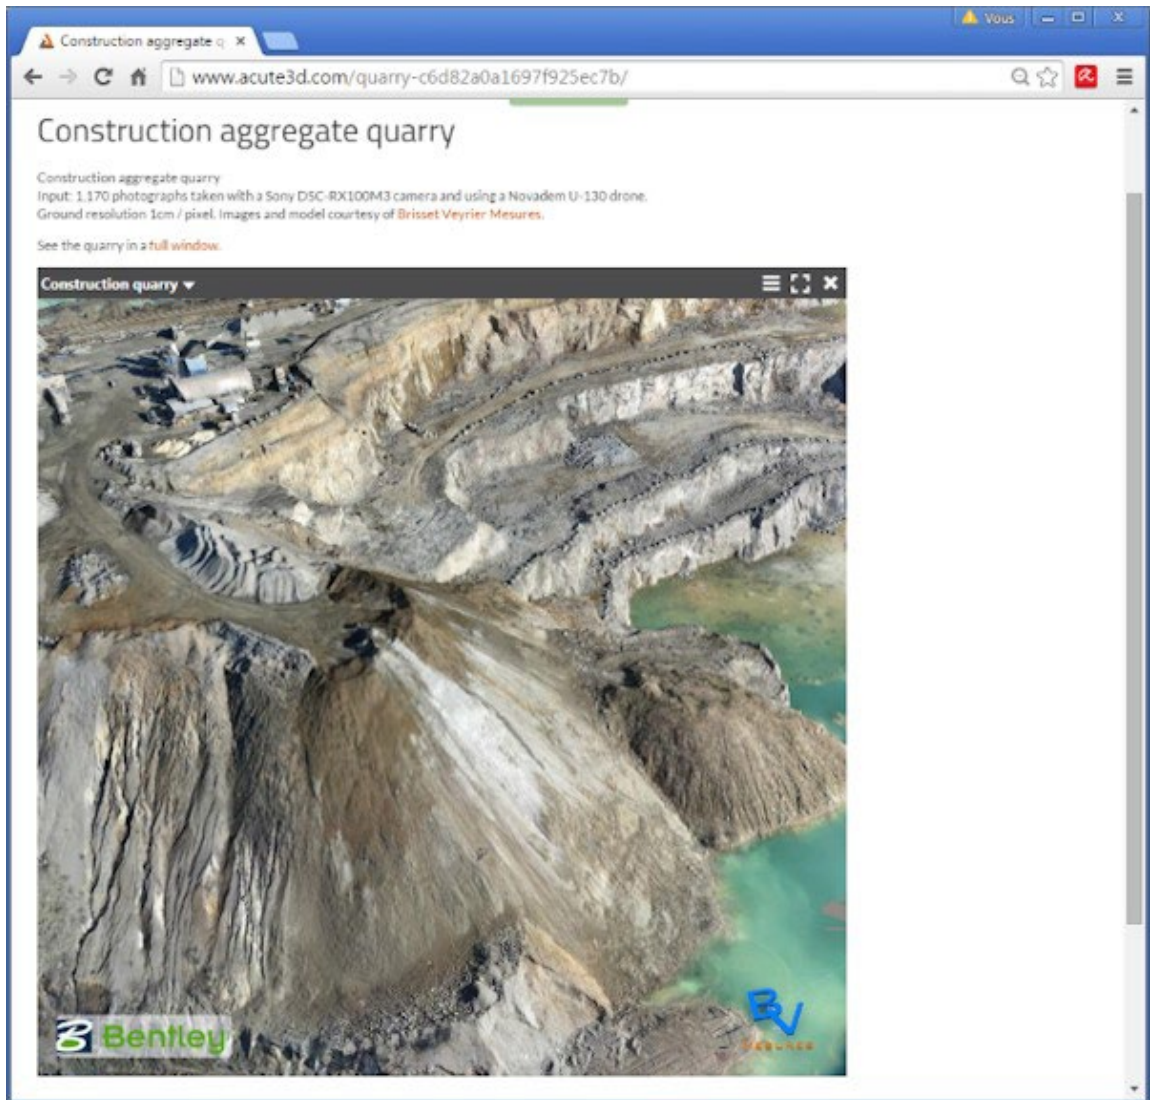 Vous
Construction aggregate q
www.acute3d.com/quarry-c6d82a0a1697f925ec7b/
Construction aggregate quarry
Construction aggregate quarry
Input: 1,170 photographs taken with a Sony DSC-RX100M3 camera and using a Novadem U-130 drone.
Ground resolution 1cm / pixel. Images and model courtesy of Brisset Veyrier Mesures.
See the quarry in a full window.
Construction quarry
B Bentley
BV
MESURES